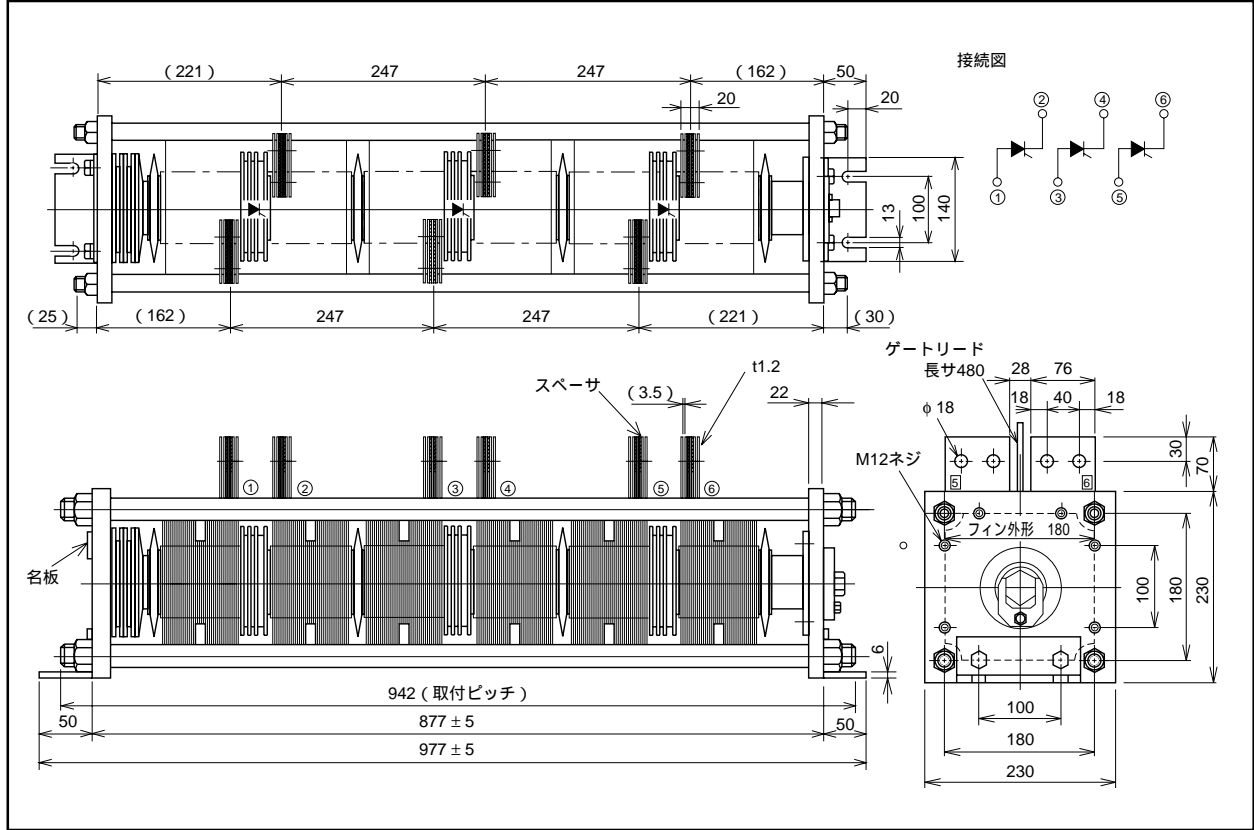 接続図
(221)
247
247
(162)
50
20
20
② ④ ⑥
① ③ ⑤
13
100
140
(25)
(162)
247
247
(221)
(30)
スペーサ
(3.5)
t1.2
22
① ② ③ ④ ⑤ ⑥
名板
6
942(取付ピッチ)
50
877±5
50
977±5
ゲートリード
長サ480
28
76
18
40
18
φ18
30
70
M12ネジ
5
6
フィン外形 180
100
180
230
100
180
230